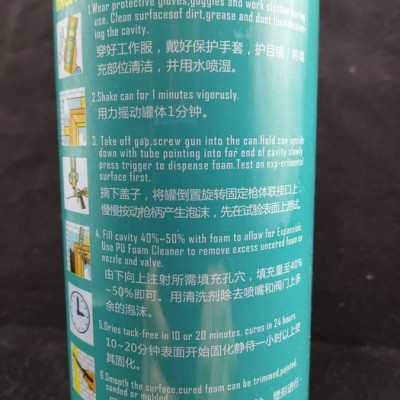 1.Wear protective gloves,goggles and work clothes during
use. Clean surfacesof dirt,grease and dust then moisten
ing the cavity.
穿好工作服，戴好保护手套，护目镜，将填
充部位清洁，并用水喷湿。
2.Shake can for 1 minutes vigorusly.
用力摇动罐体1分钟。
3. Take off gap,screw gun into the can.Hold can upside
down with tube pointing into far end of cavity slowly
press trigger to dispense foam.Test on exp-erimental
surface first.
摘下盖子，将罐倒置旋转固定枪体联接口上，
慢慢按动枪柄产生泡沫，先在试验表面上测试。
4. Fill cavity 40%~50% with foam to allow for Expansion.
Use PU Foam Cleaner to remove excess uncered foam on
nozzle and valve.
由下向上注射所需填充孔穴，填充量至40%
~50%即可。用清洗剂除去喷嘴和阀门上多
余的泡沫。
5.Dries tack-free in 10 or 20 minutes, cures in 24 hours.
10~20分钟表面开始固化静待一小时以上使
其固化。
6.Smooth the surface,cured foam can be trimmed,painted,
sanded or molded